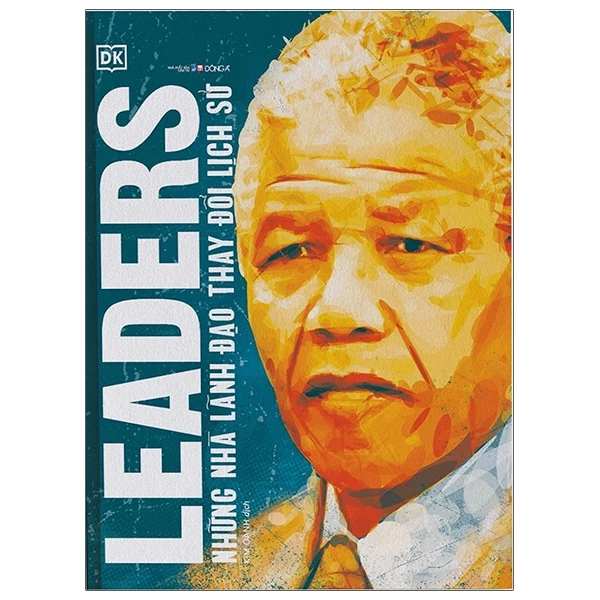 DK
ĐÔNG A
LEADERS
NHỮNG NHÀ LÃNH ĐẠO THAY ĐỔI LỊCH SỬ
KIM OANH dịch